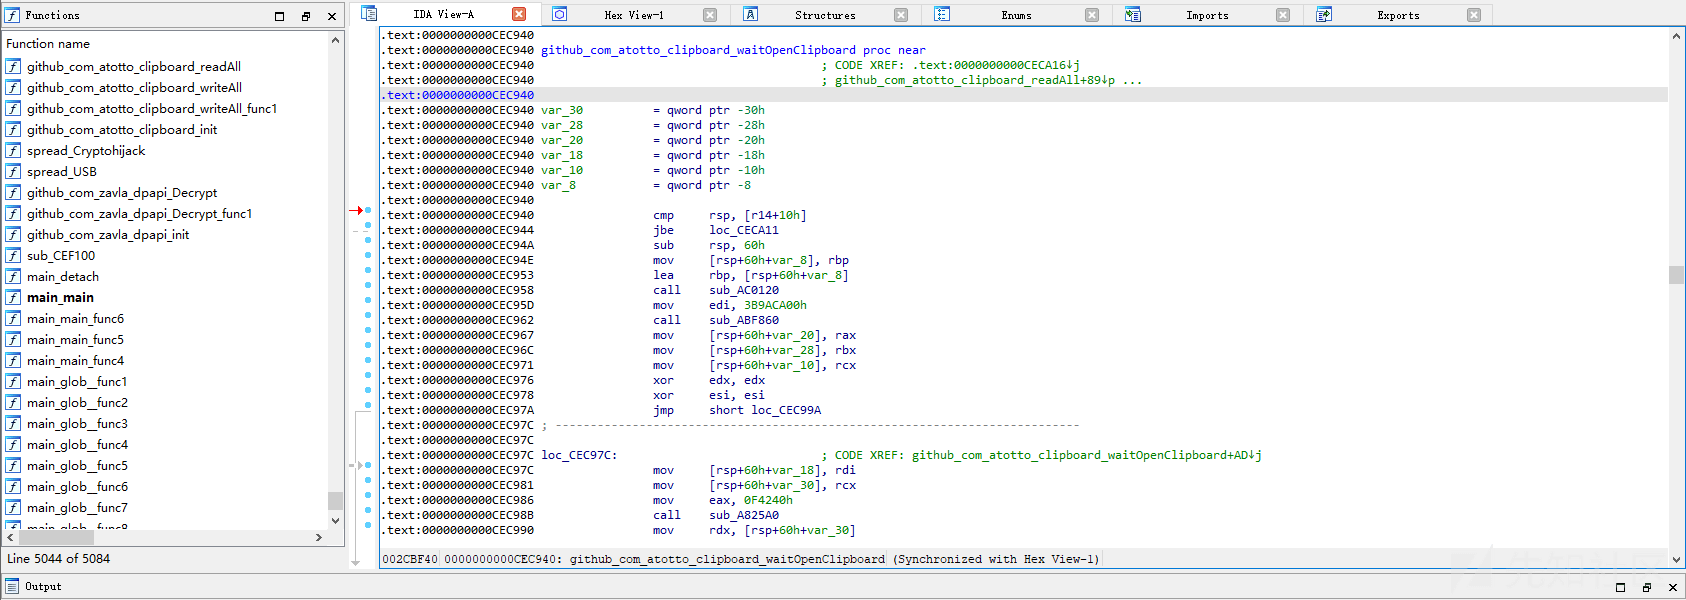 Functions
Function name
github_com_atotto_clipboard_readAll
github_com_atotto_clipboard_writeAll
github_com_atotto_clipboard_writeAll_func1
github_com_atotto_clipboard_init
spread_Cryptohijack
spread_USB
github_com_zavla_dpapi_Decrypt
github_com_zavla_dpapi_Decrypt_func1
github_com_zavla_dpapi_init
sub_CEF100
main_detach
main_main
main_main_func6
main_main_func5
main_main_func4
main_glob__func1
main_glob__func2
main_glob__func3
main_glob__func4
main_glob__func5
main_glob__func6
main_glob__func7
main_glob__func8
Line 5044 of 5084
IDA View-A
Hex View-1
Structures
Enums
Imports
Exports
.text:0000000000CEC940
.text:0000000000CEC940 github_com_atotto_clipboard_waitOpenClipboard proc near
.text:0000000000CEC940 ; CODE XREF: .text:0000000000CECA16↓j
.text:0000000000CEC940 ; github_com_atotto_clipboard_readAll+89↓p ...
.text:0000000000CEC940
.text:0000000000CEC940 var_30 = qword ptr -30h
.text:0000000000CEC940 var_28 = qword ptr -28h
.text:0000000000CEC940 var_20 = qword ptr -20h
.text:0000000000CEC940 var_18 = qword ptr -18h
.text:0000000000CEC940 var_10 = qword ptr -10h
.text:0000000000CEC940 var_8 = qword ptr -8
.text:0000000000CEC940
.text:0000000000CEC940 cmp rsp, [r14+10h]
.text:0000000000CEC944 jbe loc_CECA11
.text:0000000000CEC94A sub rsp, 60h
.text:0000000000CEC94E mov [rsp+60h+var_8], rbp
.text:0000000000CEC953 lea rbp, [rsp+60h+var_8]
.text:0000000000CEC958 call sub_AC0120
.text:0000000000CEC95D mov edi, 3B9ACA00h
.text:0000000000CEC962 call sub_ABF860
.text:0000000000CEC967 mov [rsp+60h+var_20], rax
.text:0000000000CEC96C mov [rsp+60h+var_28], rbx
.text:0000000000CEC971 mov [rsp+60h+var_10], rcx
.text:0000000000CEC976 xor edx, edx
.text:0000000000CEC978 xor esi, esi
.text:0000000000CEC97A jmp short loc_CEC99A
.text:0000000000CEC97C ; ---------------------------------------------------------------------------
.text:0000000000CEC97C
.text:0000000000CEC97C loc_CEC97C: ; CODE XREF: github_com_atotto_clipboard_waitOpenClipboard+AD↓j
.text:0000000000CEC97C mov [rsp+60h+var_18], rdi
.text:0000000000CEC981 mov [rsp+60h+var_30], rcx
.text:0000000000CEC986 mov eax, 0F4240h
.text:0000000000CEC98B call sub_A825A0
.text:0000000000CEC990 mov rdx, [rsp+60h+var_30]
002CBF40 0000000000CEC940: github_com_atotto_clipboard_waitOpenClipboard (Synchronized with Hex View-1)
Output